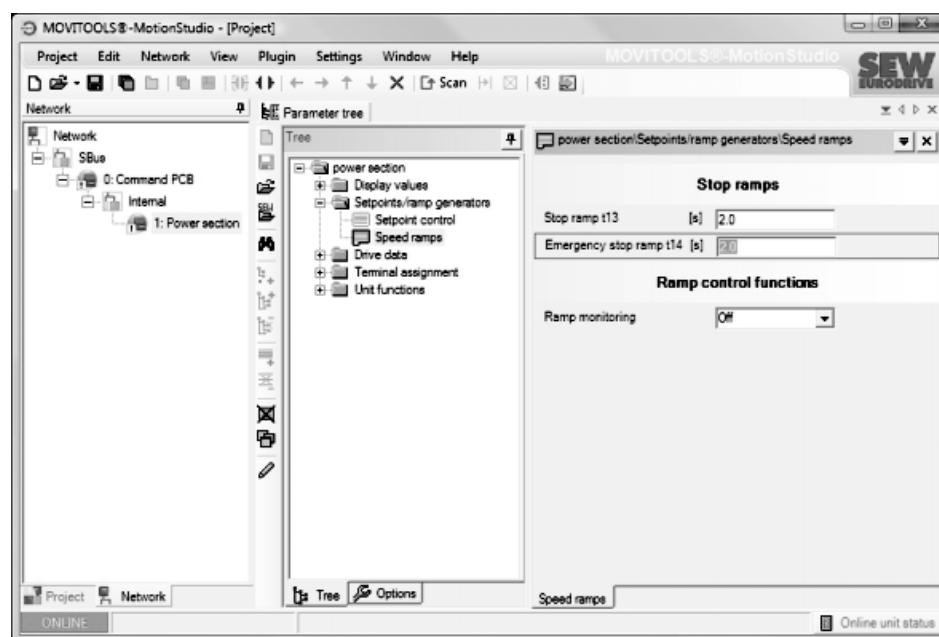 MOVITOOLS®-MotionStudio - [Project]
Project Edit Network View Plugin Settings Window Help
MOVITOOLS®-MotionStudio
SEW
EURODRIVE
Scan
Network
Parameter tree
Network
SBus
0: Command PCB
Internal
1: Power section
Tree
power section
Display values
Setpoints/ramp generators
Setpoint control
Speed ramps
Drive data
Terminal assignment
Unit functions
power section\Setpoints/ramp generators\Speed ramps
Stop ramps
Stop ramp t13 [s] 2.0
Emergency stop ramp t14 [s] 2.0
Ramp control functions
Ramp monitoring Off
Project Network
Tree Options
Speed ramps
ONLINE
Online unit status